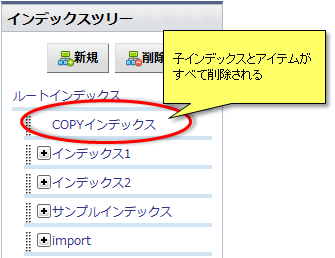 インデックスツリー
新規
削除
子インデックスとアイテムが
すべて削除される
ルートインデックス
COPYインデックス
インデックス1
インデックス2
サンプルインデックス
import